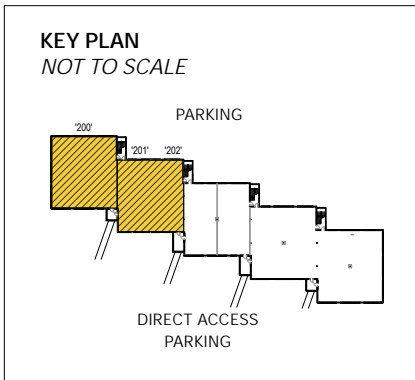 KEY PLAN
NOT TO SCALE
PARKING
'200'
'201' '202'
DIRECT ACCESS
PARKING